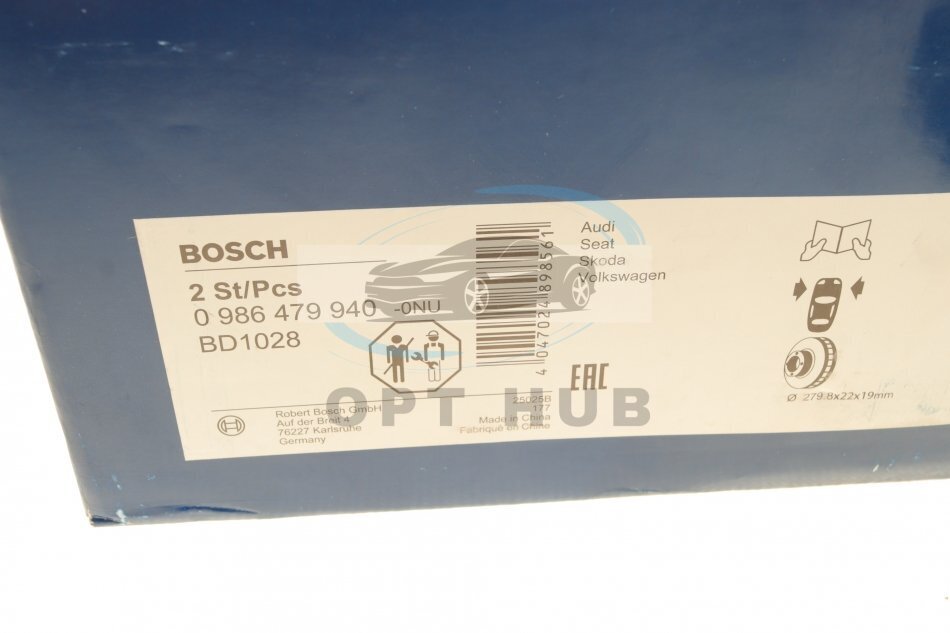 BOSCH
2 St/Pcs
0 986 479 940 -0NU
BD1028
Robert Bosch GmbH
Auf der Breit 4
76227 Karlsruhe
Germany
4 047024 898561
25025B
177
Made in China
Fabriqué en Chine
Audi
Seat
Skoda
Volkswagen
EAC
Ø 279.8x22x19mm
OPT HUB